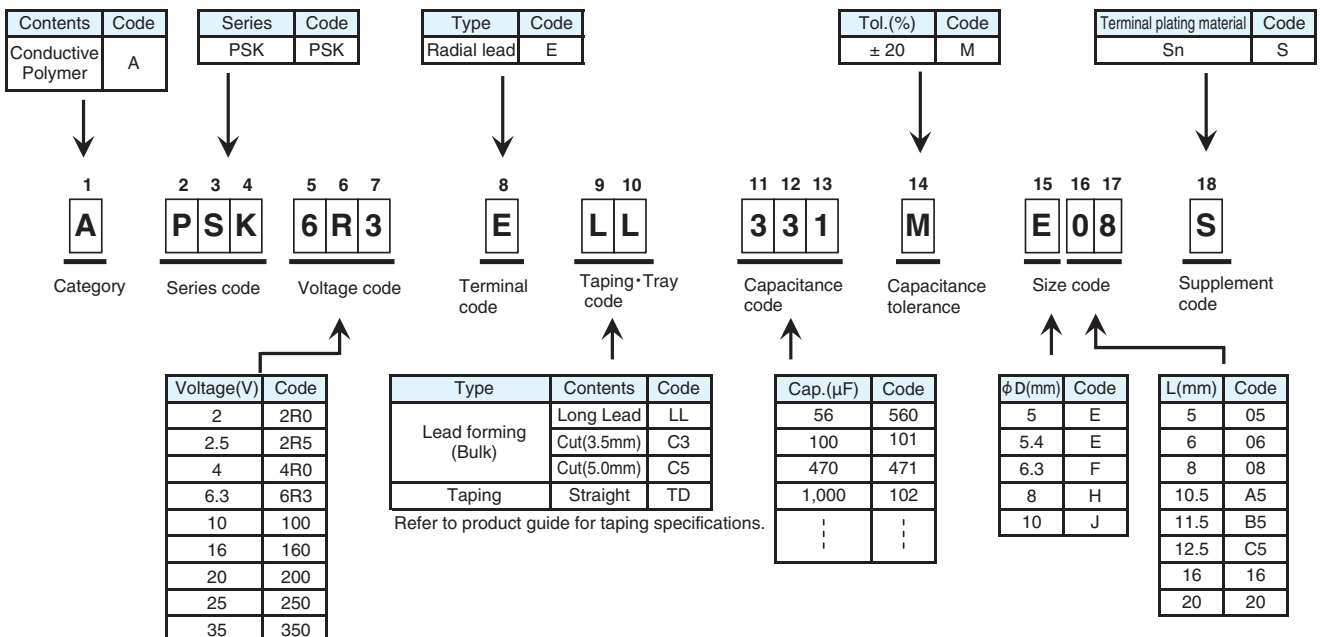 Contents Code
Conductive Polymer A
Series Code
PSK PSK
Type Code
Radial lead E
Tol.(%) Code
± 20 M
Terminal plating material Code
Sn S
1 2 3 4 5 6 7 8 9 10 11 12 13 14 15 16 17 18
A P S K 6 R 3 E L L 3 3 1 M E 0 8 S
Category
Series code
Voltage code
Terminal
code
Taping・Tray
code
Capacitance
code
Capacitance
tolerance
Size code
Supplement
code
Voltage(V) Code
2 2R0
2.5 2R5
4 4R0
6.3 6R3
10 100
16 160
20 200
25 250
35 350
Type Contents Code
Lead forming
(Bulk)
Long Lead LL
Cut(3.5mm) C3
Cut(5.0mm) C5
Taping Straight TD
Refer to product guide for taping specifications.
Cap.(µF) Code
56 560
100 101
470 471
1,000 102
φD(mm) Code
5 E
5.4 E
6.3 F
8 H
10 J
L(mm) Code
5 05
6 06
8 08
10.5 A5
11.5 B5
12.5 C5
16 16
20 20